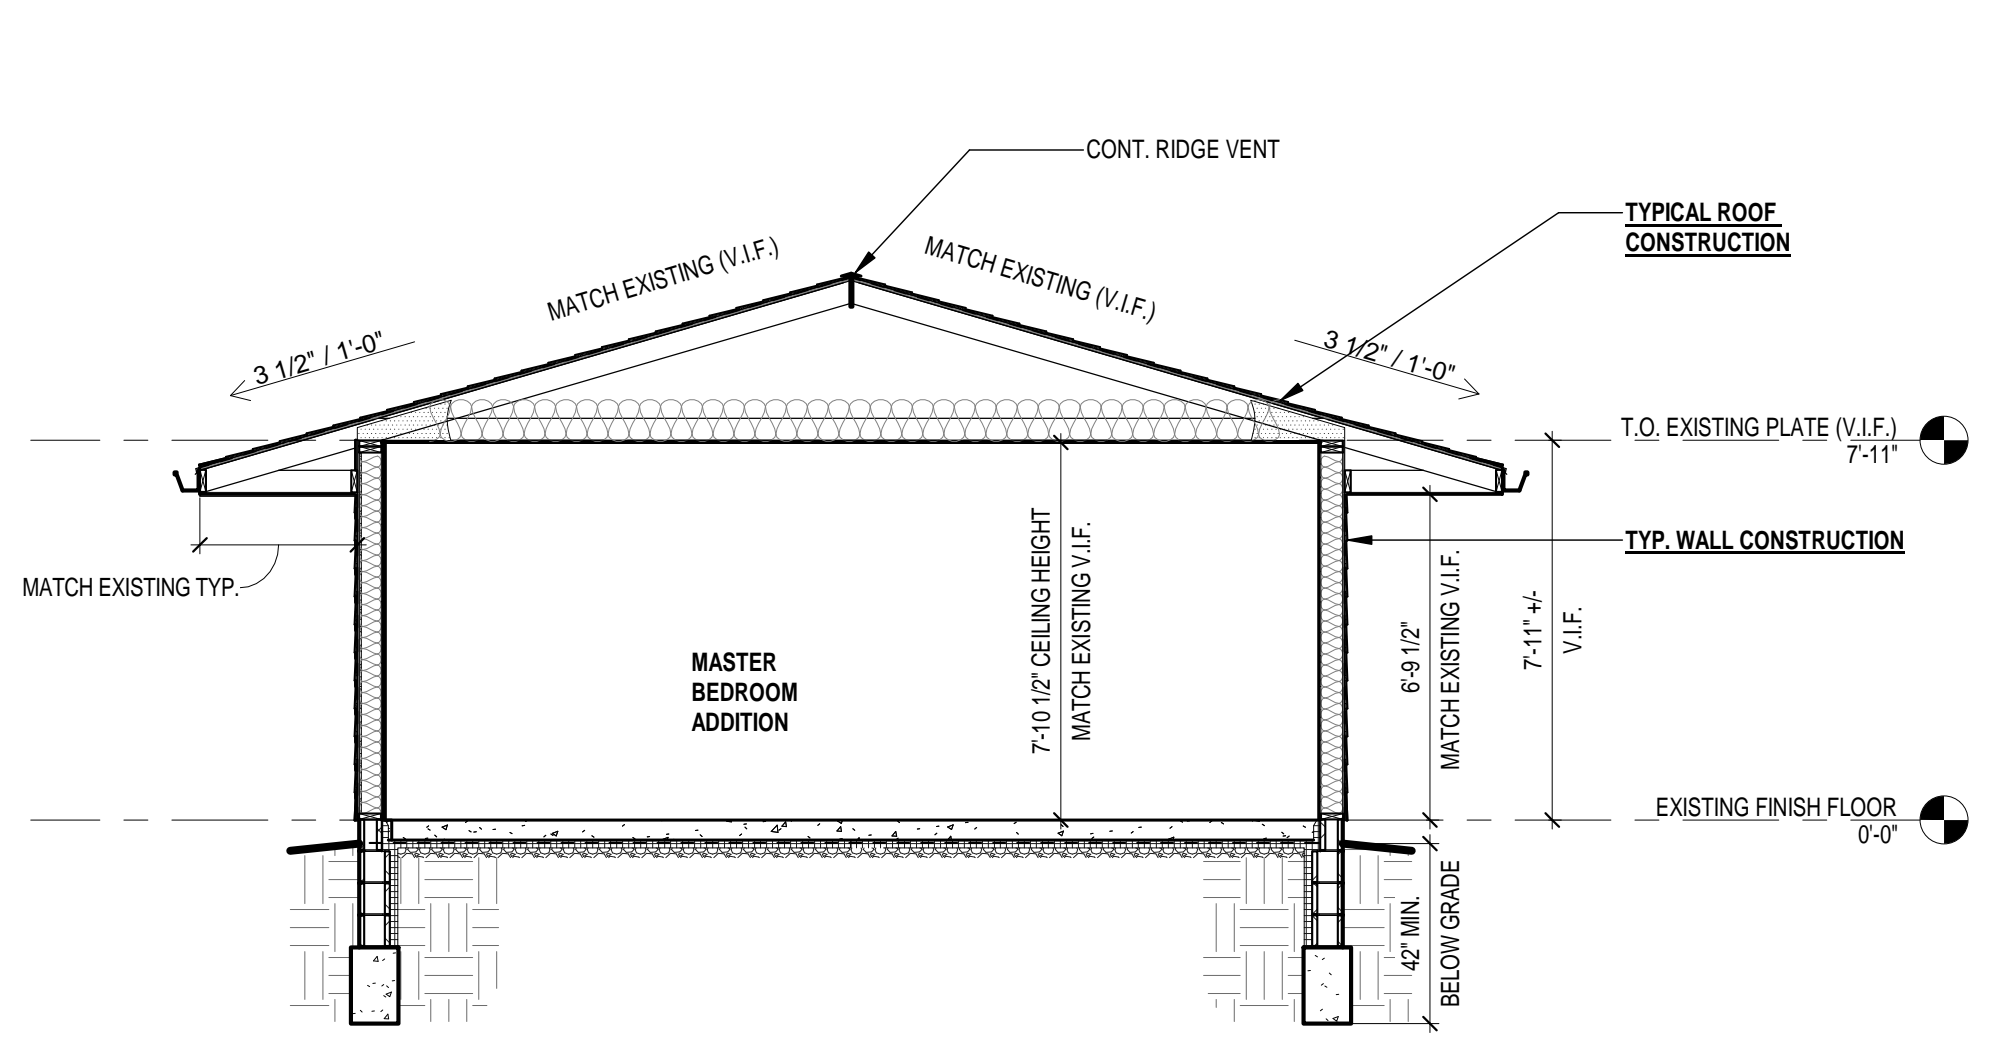 CONT. RIDGE VENT
TYPICAL ROOF
CONSTRUCTION
MATCH EXISTING (V.I.F.)
MATCH EXISTING (V.I.F.)
3 1/2" / 1'-0"
3 1/2" / 1'-0"
T.O. EXISTING PLATE (V.I.F.)
7'-11"
TYP. WALL CONSTRUCTION
MATCH EXISTING TYP.
7'-10 1/2" CEILING HEIGHT
MATCH EXISTING V.I.F.
6'-9 1/2"
MATCH EXISTING V.I.F.
7'-11" +/-
V.I.F.
MASTER
BEDROOM
ADDITION
EXISTING FINISH FLOOR
0'-0"
42" MIN.
BELOW GRADE